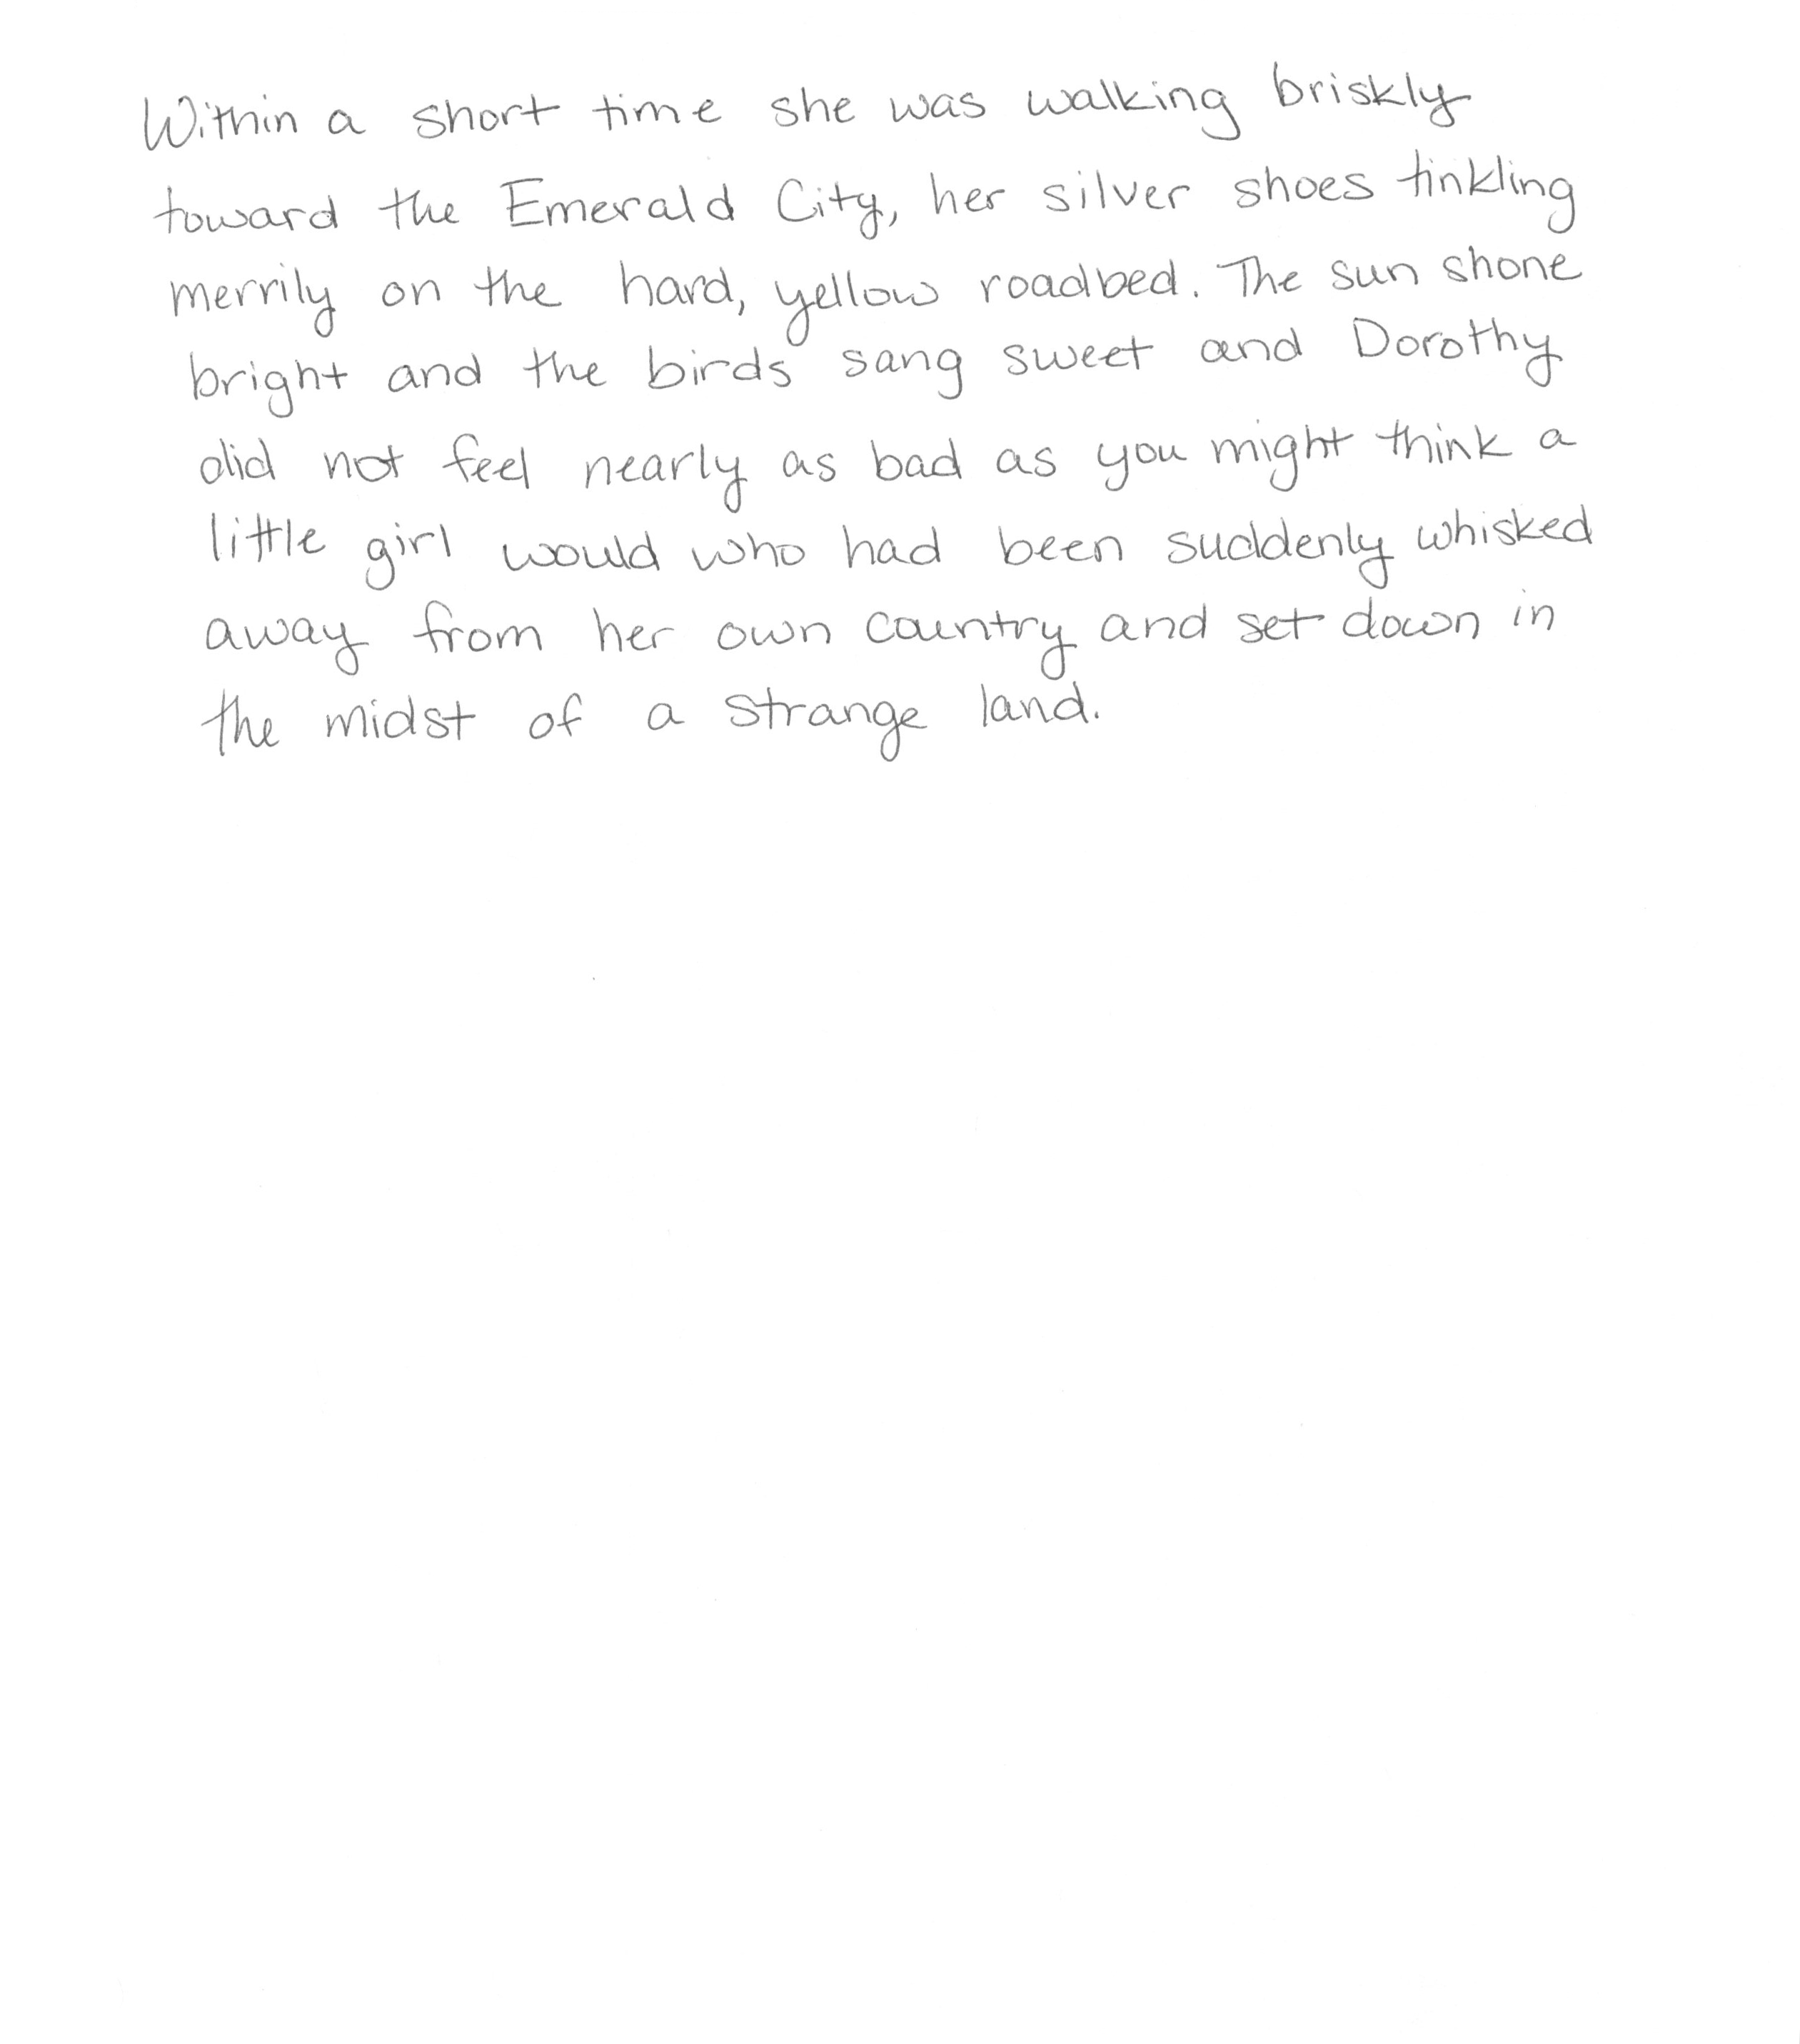 Within a short time she was walking briskly
toward the Emerald City, her silver shoes tinkling
merrily on the hard, yellow roadbed. The sun shone
bright and the birds sang sweet and Dorothy
did not feel nearly as bad as you might think a
little girl would who had been suddenly whisked
away from her own country and set down in
the midst of a strange land.